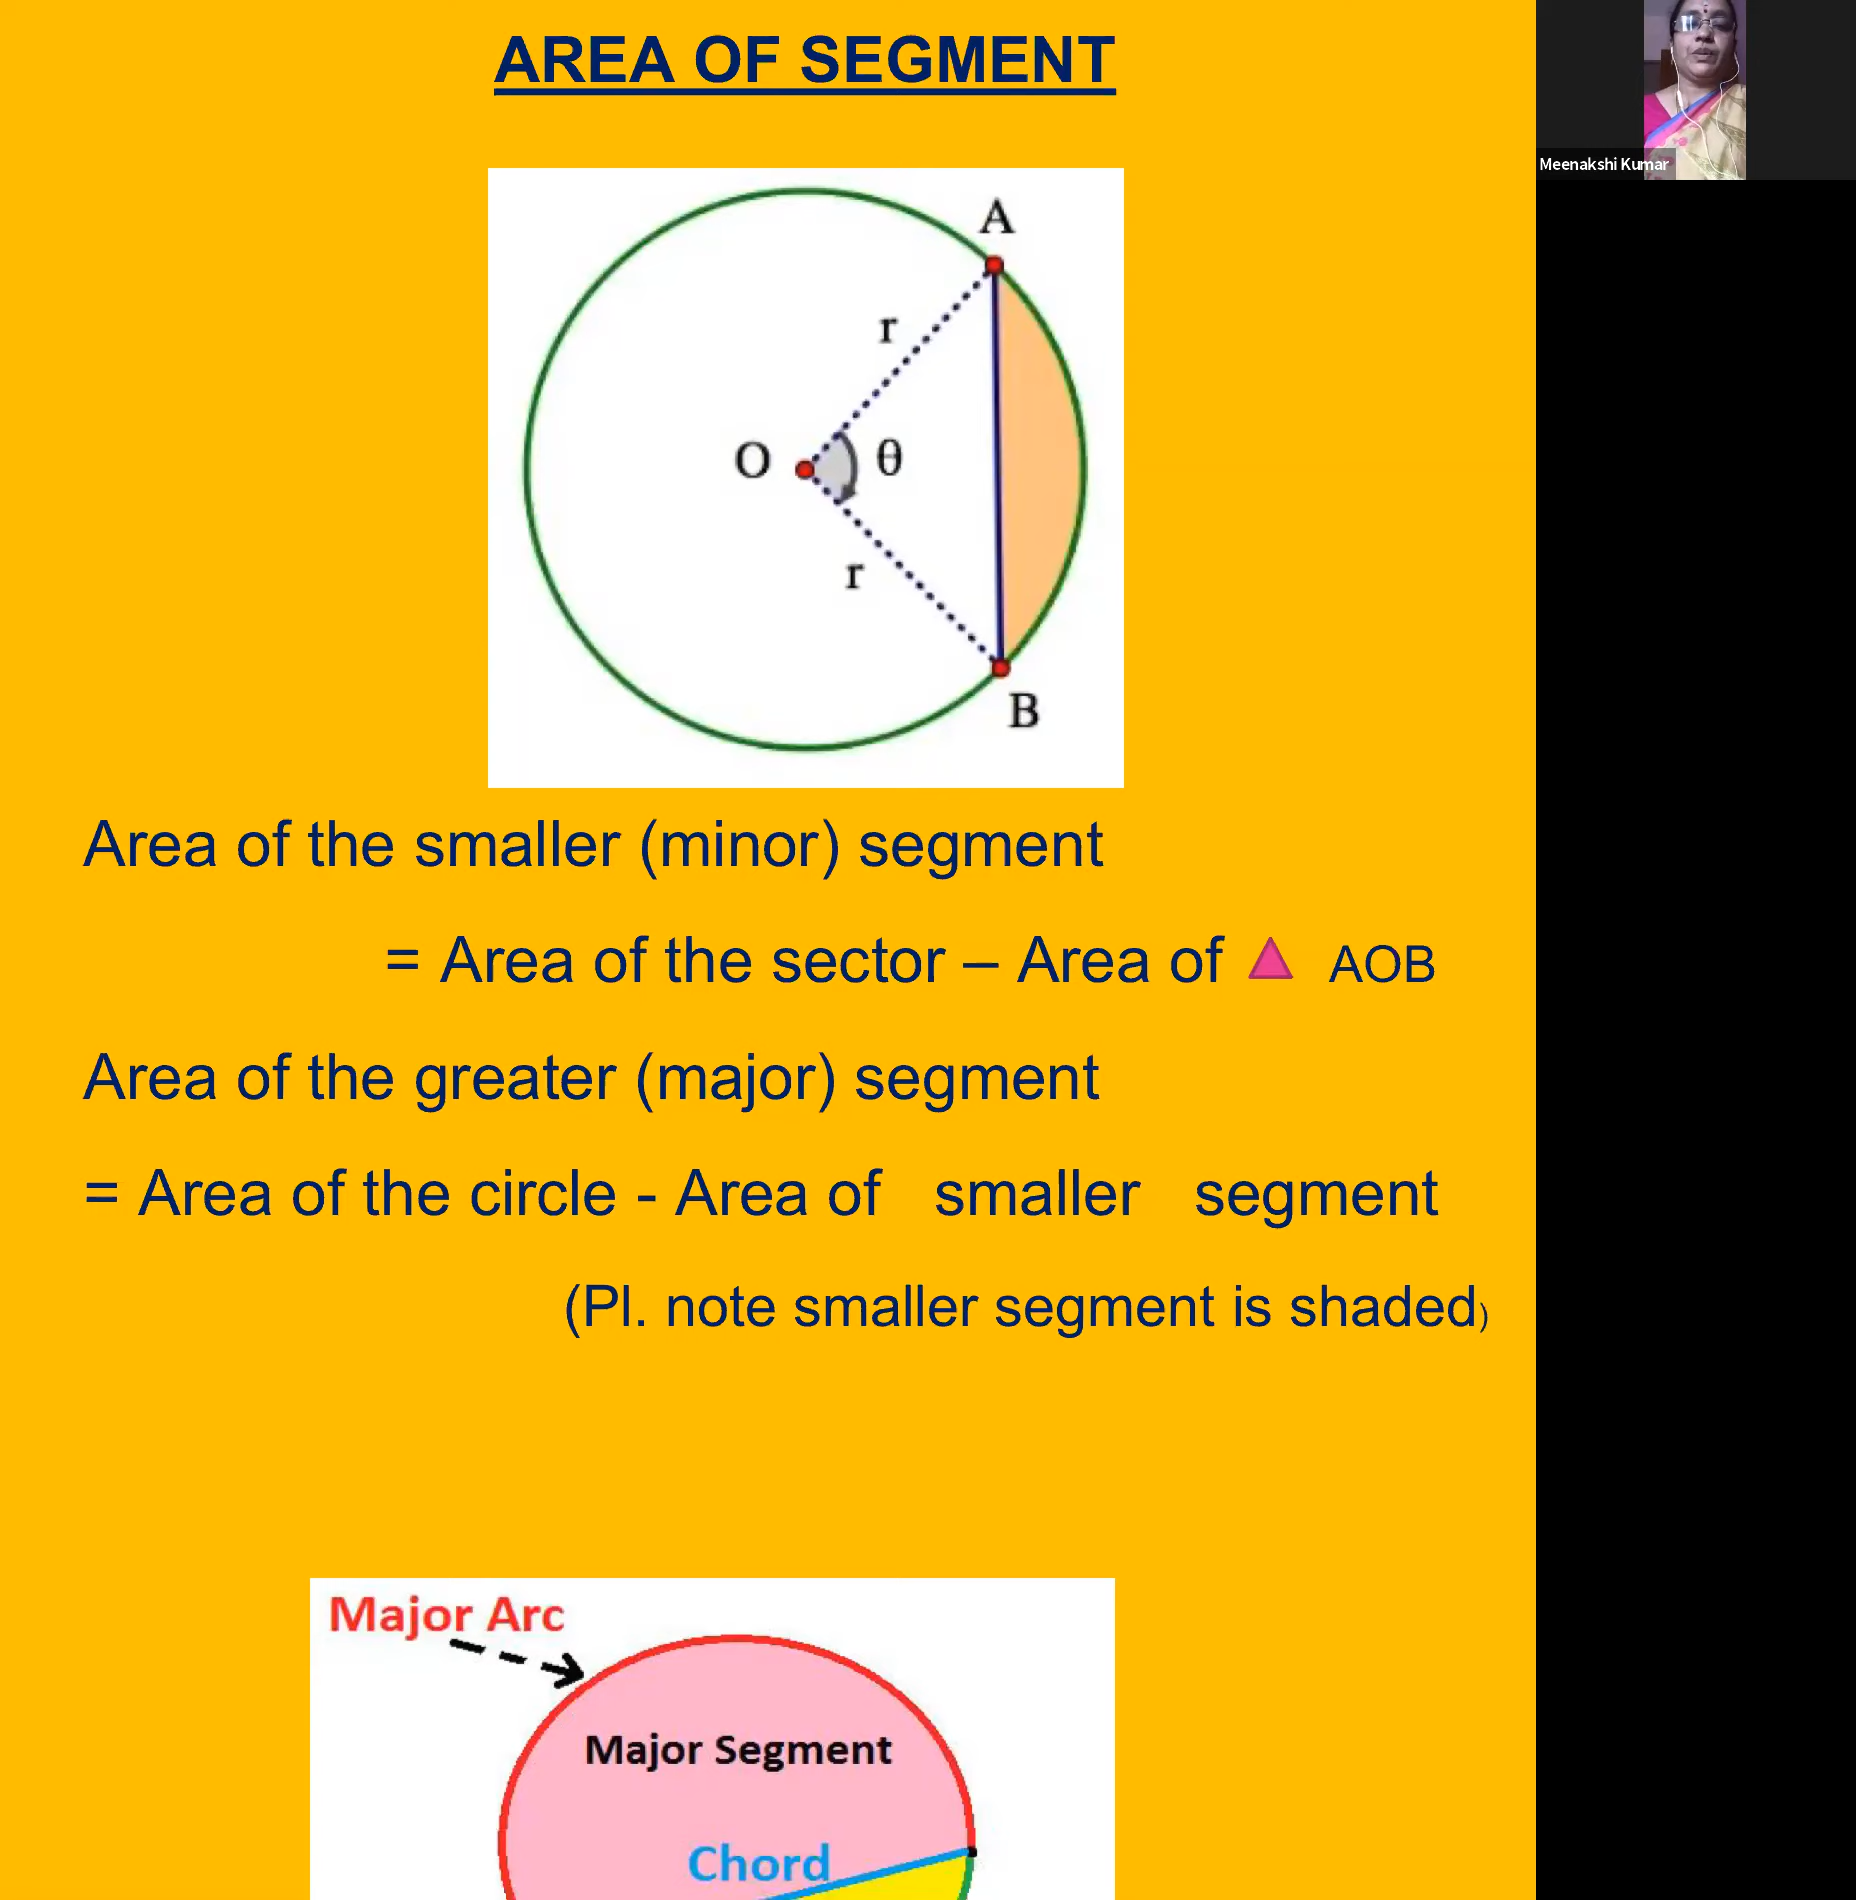 AREA OF SEGMENT
Meenakshi Kumar
A
r
O
θ
r
B
Area of the smaller (minor) segment
= Area of the sector – Area of AOB
Area of the greater (major) segment
= Area of the circle - Area of smaller segment
(Pl. note smaller segment is shaded)
Major Arc
Major Segment
Chord